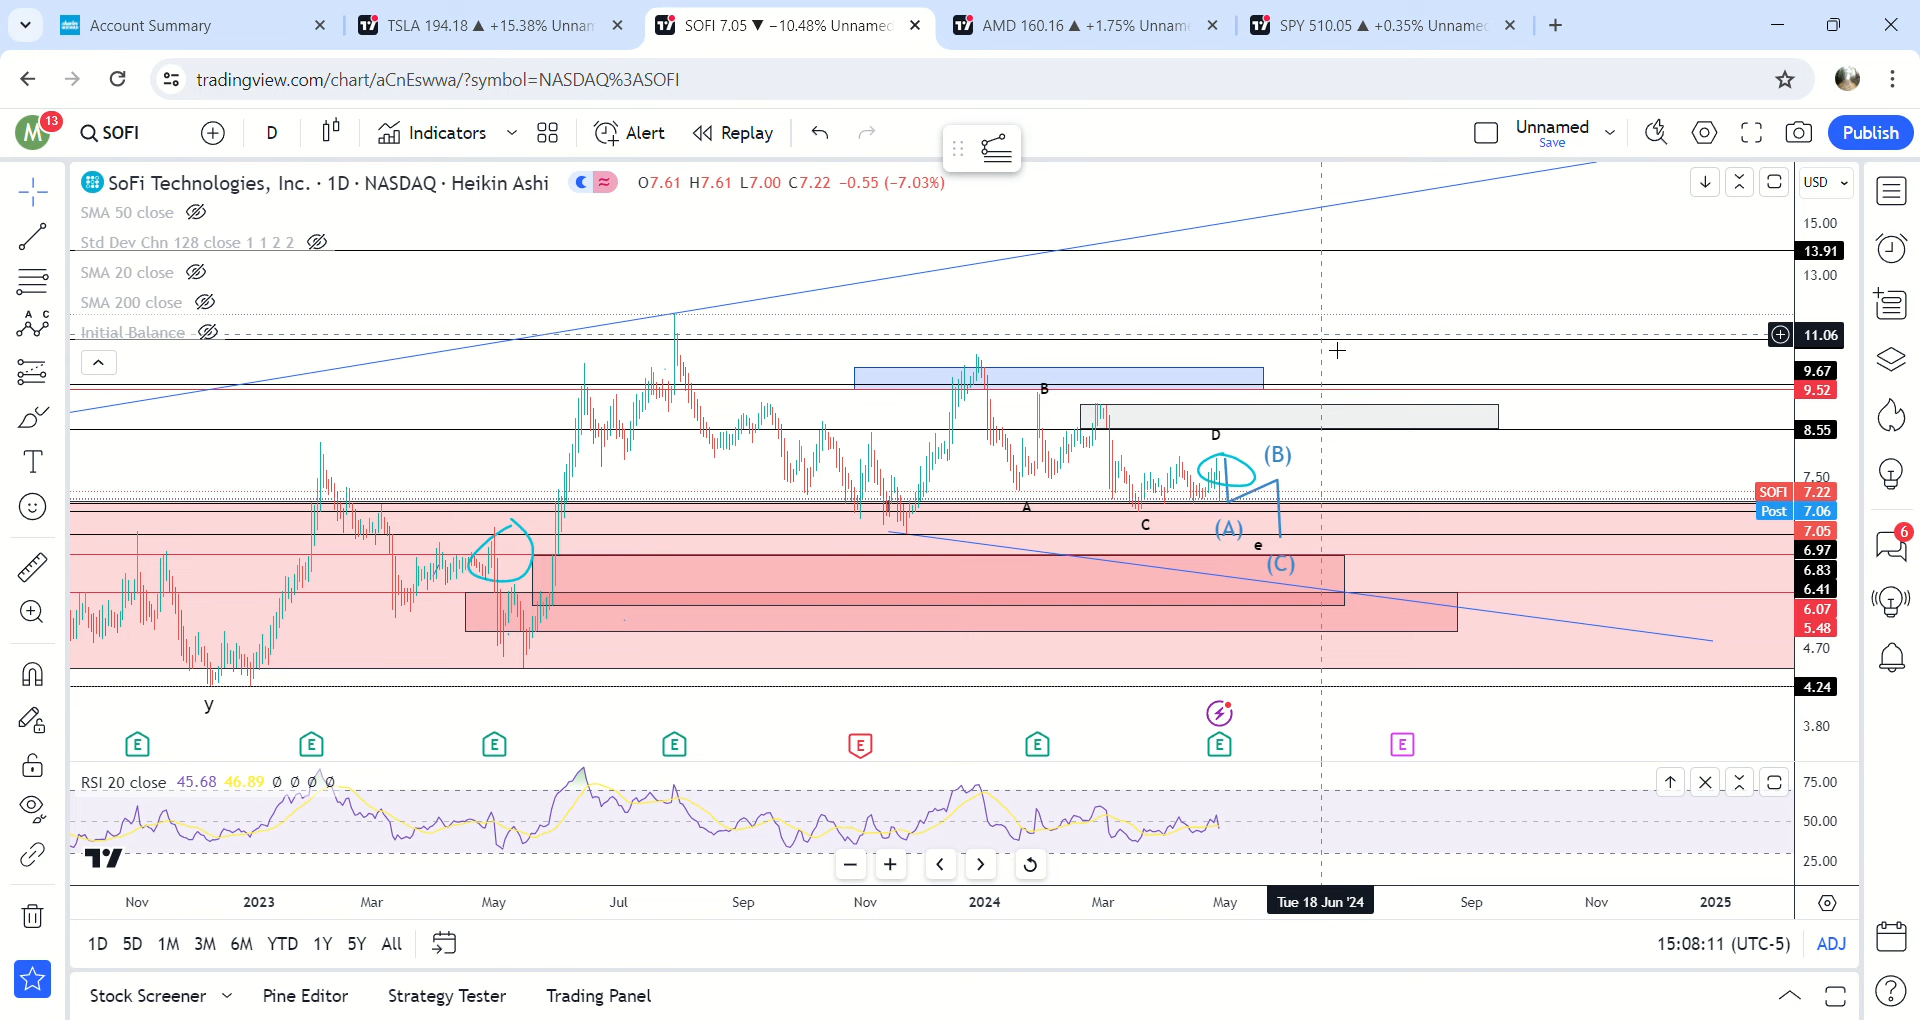 Account Summary
TSLA 194.18 ▲ +15.38% Unnan
SOFI 7.05 ▼ −10.48% Unnamed
AMD 160.16 ▲ +1.75% Unname
SPY 510.05 ▲ +0.35% Unnamed
tradingview.com/chart/aCnEswwa/?symbol=NASDAQ%3ASOFI
M 13
SOFI
D
Indicators
Alert
Replay
Unnamed
Save
Publish
SoFi Technologies, Inc. · 1D · NASDAQ · Heikin Ashi
O7.61 H7.61 L7.00 C7.22 −0.55 (−7.03%)
USD
SMA 50 close
Std Dev Chn 128 close 1 1 2 2
SMA 20 close
SMA 200 close
Initial Balance
15.00
13.91
13.00
11.06
9.67
9.52
8.55
7.50
SOFI 7.22
Post 7.06
7.05
6.97
6.83
6.41
6.07
5.48
4.70
4.24
3.80
B
D
(B)
A
C
(A)
e
(C)
y
E
E
E
E
E
E
E
E
6
RSI 20 close 45.68 46.89 Ø Ø Ø Ø
75.00
50.00
25.00
Nov 2023 Mar May Jul Sep Nov 2024 Mar May Tue 18 Jun '24 Sep Nov 2025
1D 5D 1M 3M 6M YTD 1Y 5Y All
15:08:11 (UTC-5)
ADJ
Stock Screener
Pine Editor
Strategy Tester
Trading Panel